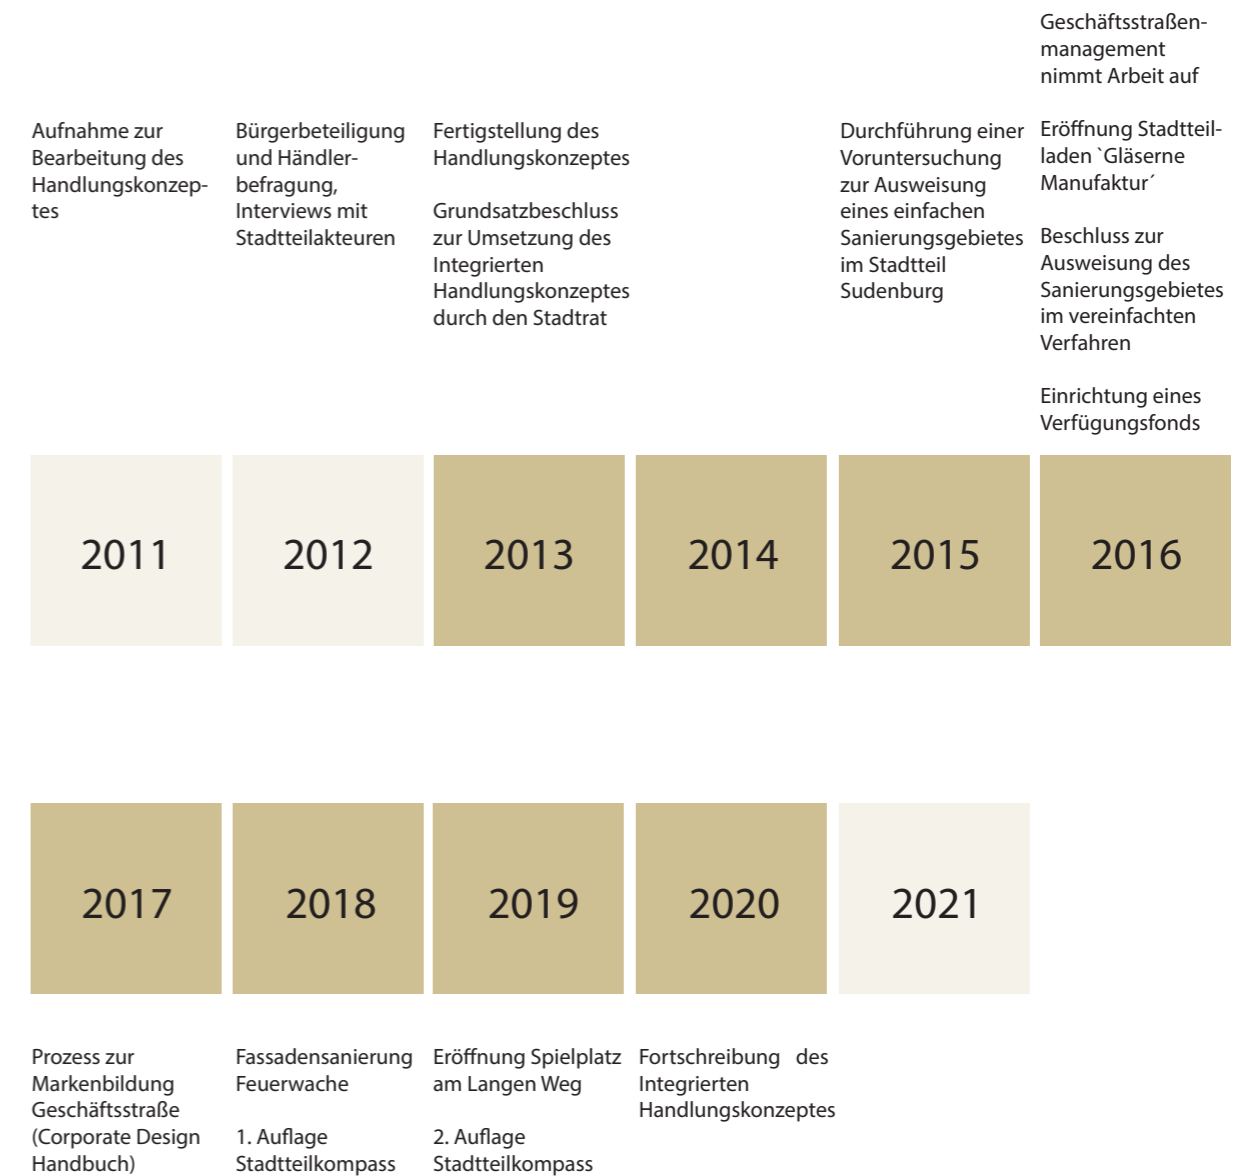 Aufnahme zur
Bearbeitung des
Handlungskonzep-
tes
Bürgerbeteiligung
und Händler-
befragung,
Interviews mit
Stadtteilakteuren
Fertigstellung des
Handlungskonzeptes
Grundsatzbeschluss
zur Umsetzung des
Integrierten
Handlungskonzeptes
durch den Stadtrat
Durchführung einer
Voruntersuchung
zur Ausweisung
eines einfachen
Sanierungsgebietes
im Stadtteil
Sudenburg
Geschäftsstraßen-
management
nimmt Arbeit auf
Eröffnung Stadtteil-
laden `Gläserne
Manufaktur´
Beschluss zur
Ausweisung des
Sanierungsgebietes
im vereinfachten
Verfahren
Einrichtung eines
Verfügungsfonds
2011
2012
2013
2014
2015
2016
2017
2018
2019
2020
2021
Prozess zur
Markenbildung
Geschäftsstraße
(Corporate Design
Handbuch)
Fassadensanierung
Feuerwache
1. Auflage
Stadtteilkompass
Eröffnung Spielplatz
am Langen Weg
2. Auflage
Stadtteilkompass
Fortschreibung des
Integrierten
Handlungskonzeptes